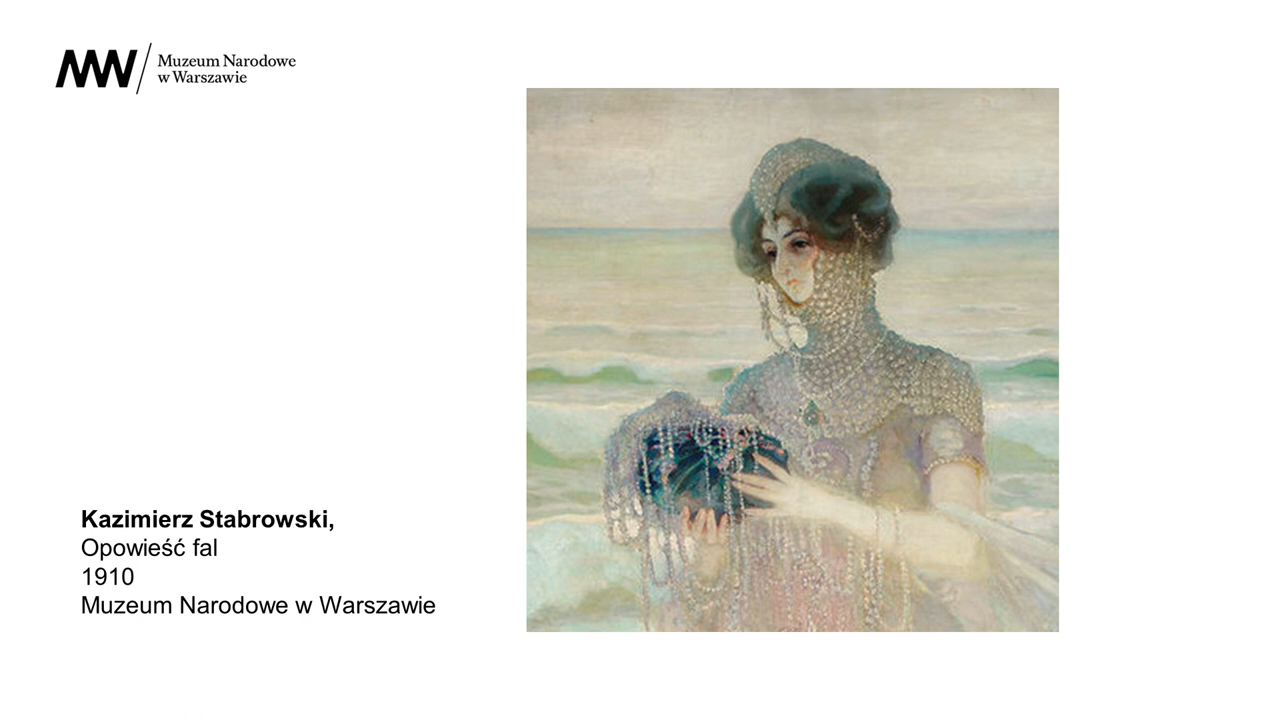 Muzeum Narodowe
w Warszawie
Kazimierz Stabrowski,
Opowieść fal
1910
Muzeum Narodowe w Warszawie